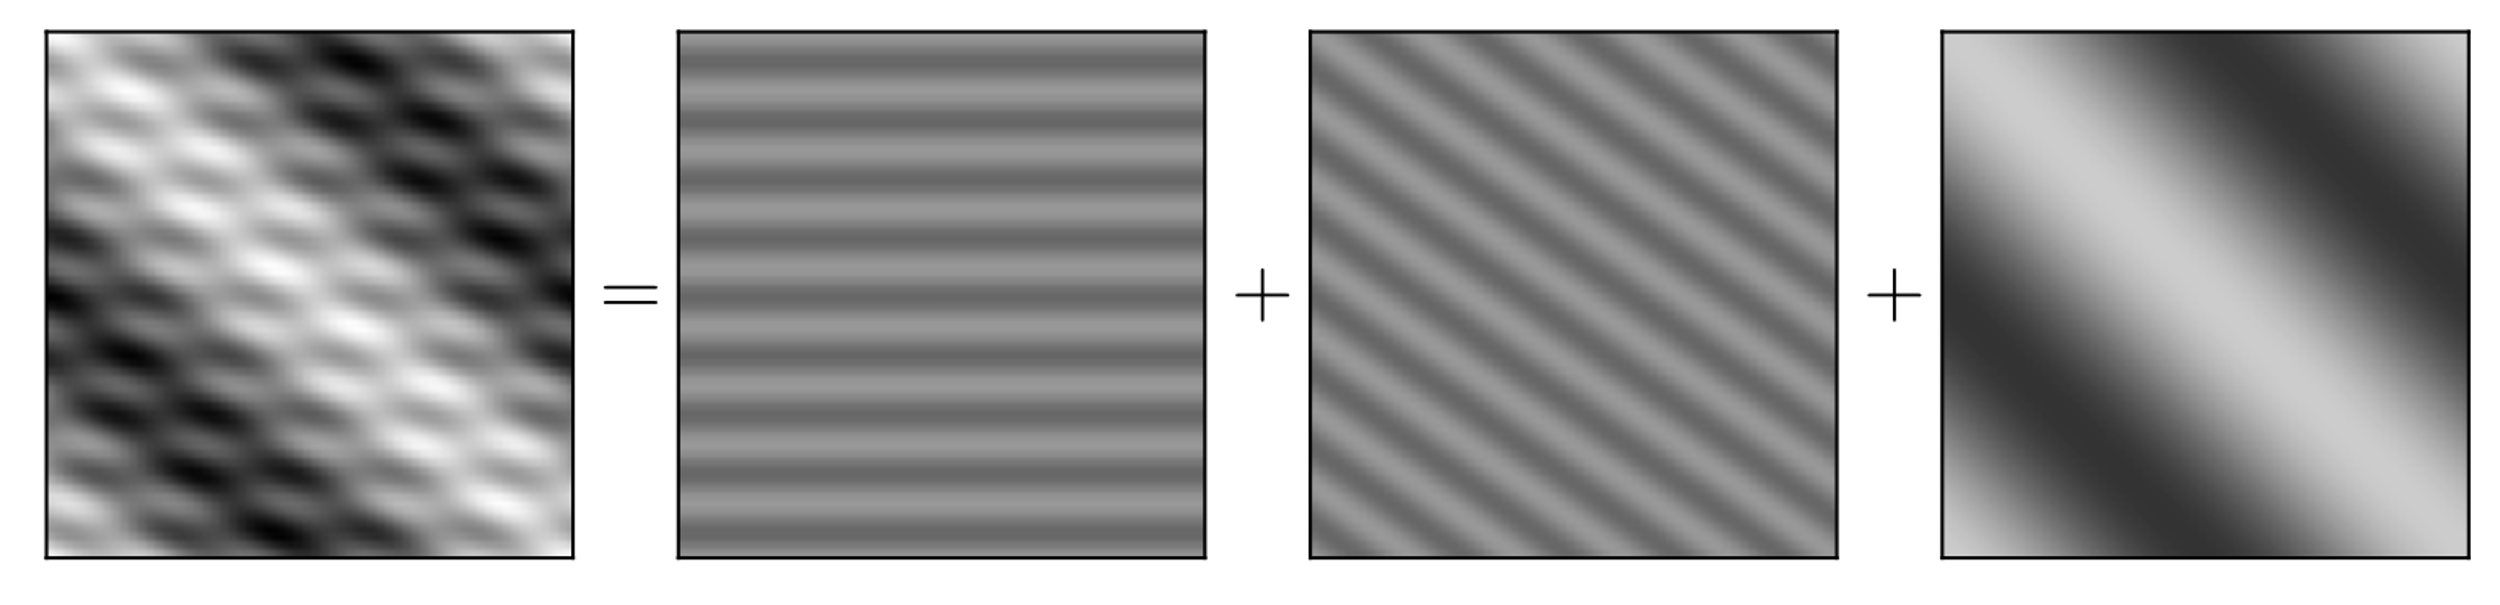 = + +